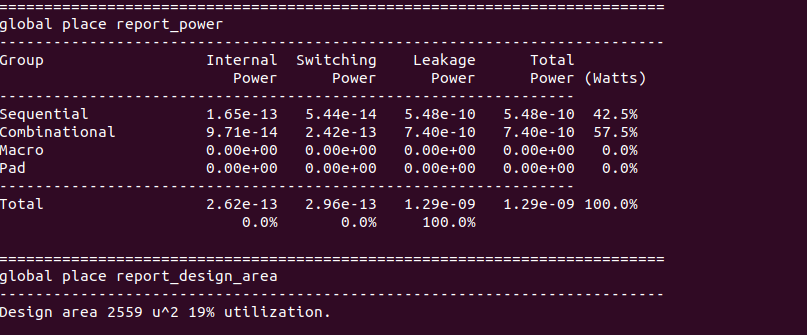 ==========================================================================
global place report_power
--------------------------------------------------------------------------
Group                  Internal  Switching    Leakage      Total
                          Power      Power      Power      Power (Watts)
----------------------------------------------------------------
Sequential             1.65e-13   5.44e-14   5.48e-10   5.48e-10  42.5%
Combinational          9.71e-14   2.42e-13   7.40e-10   7.40e-10  57.5%
Macro                  0.00e+00   0.00e+00   0.00e+00   0.00e+00   0.0%
Pad                    0.00e+00   0.00e+00   0.00e+00   0.00e+00   0.0%
----------------------------------------------------------------
Total                  2.62e-13   2.96e-13   1.29e-09   1.29e-09 100.0%
                           0.0%       0.0%     100.0%
==========================================================================
global place report_design_area
--------------------------------------------------------------------------
Design area 2559 u^2 19% utilization.